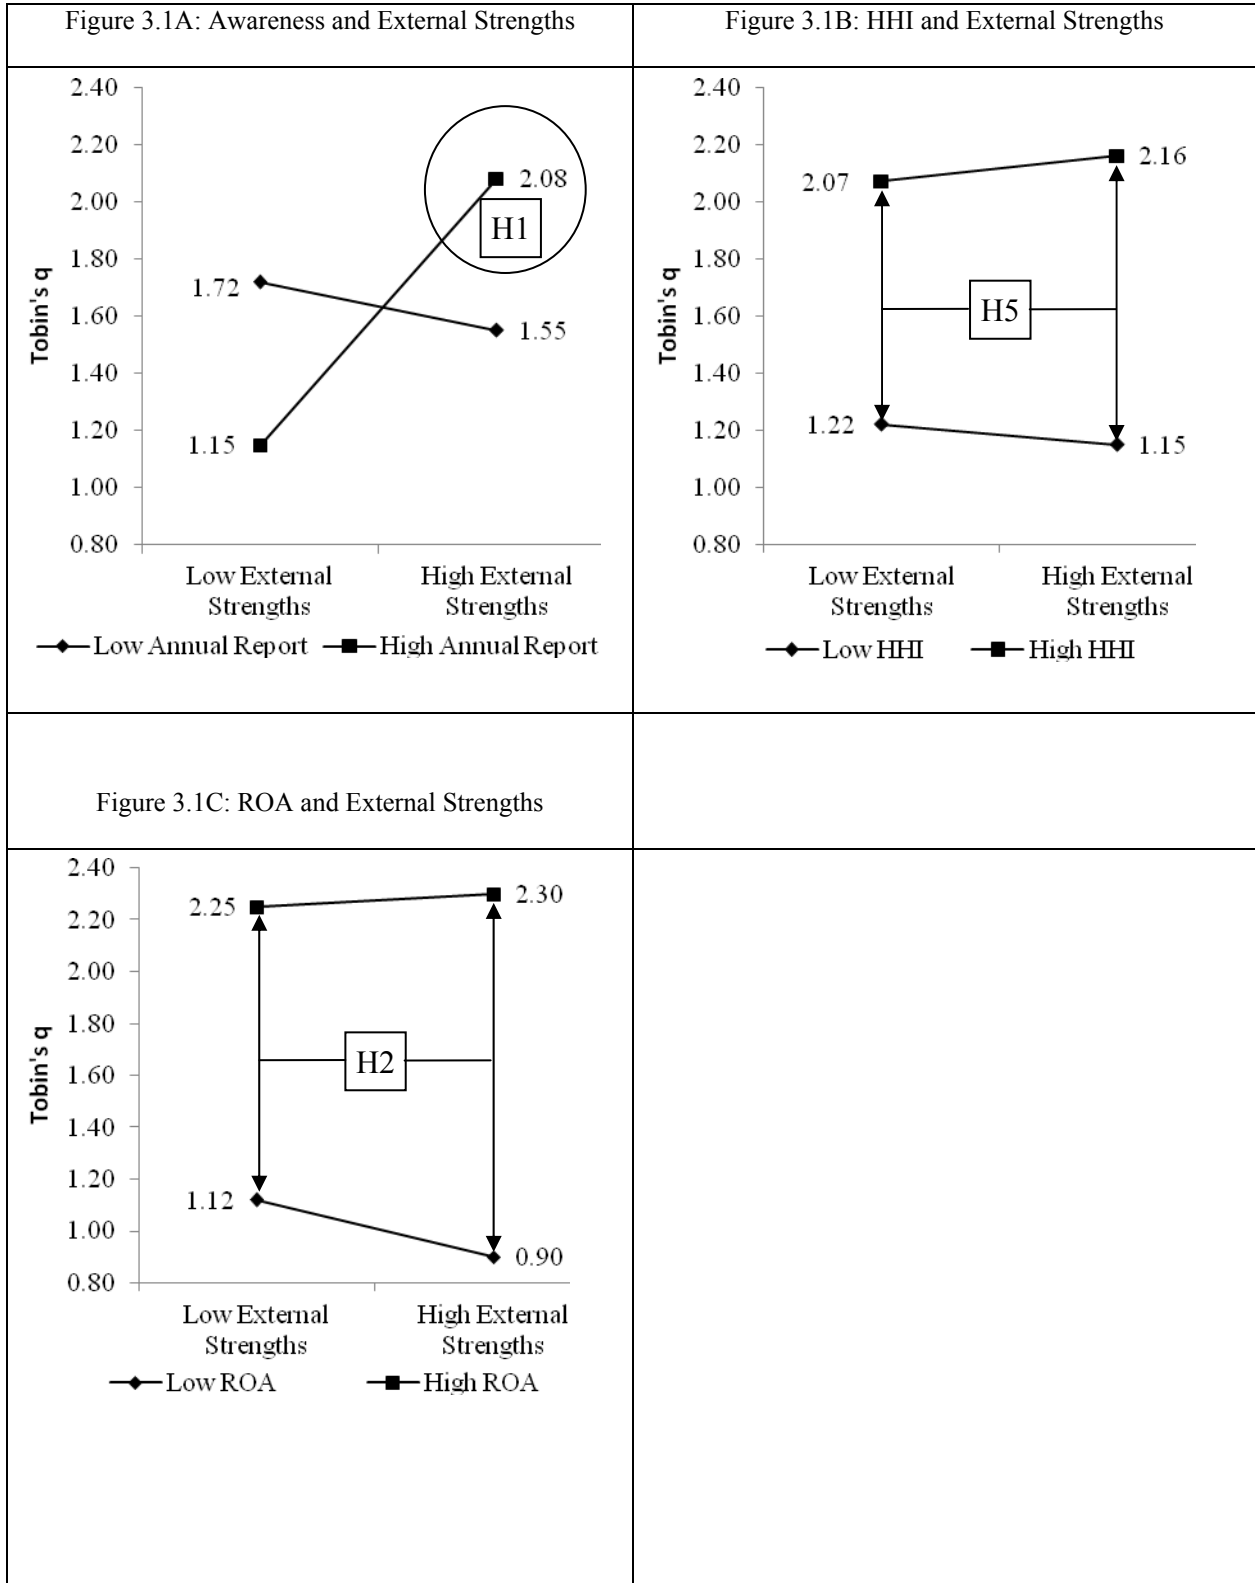 Figure 3.1A: Awareness and External Strengths
2.40
2.20
2.00
1.80
1.60
1.40
1.20
1.00
0.80
Tobin's q
1.72
1.15
2.08
H1
1.55
Low External
Strengths
High External
Strengths
Low Annual Report
High Annual Report
Figure 3.1B: HHI and External Strengths
2.40
2.20
2.00
1.80
1.60
1.40
1.20
1.00
0.80
Tobin's q
2.07
2.16
H5
1.22
1.15
Low External
Strengths
High External
Strengths
Low HHI
High HHI
Figure 3.1C: ROA and External Strengths
2.40
2.20
2.00
1.80
1.60
1.40
1.20
1.00
0.80
Tobin's q
2.25
2.30
H2
1.12
0.90
Low External
Strengths
High External
Strengths
Low ROA
High ROA